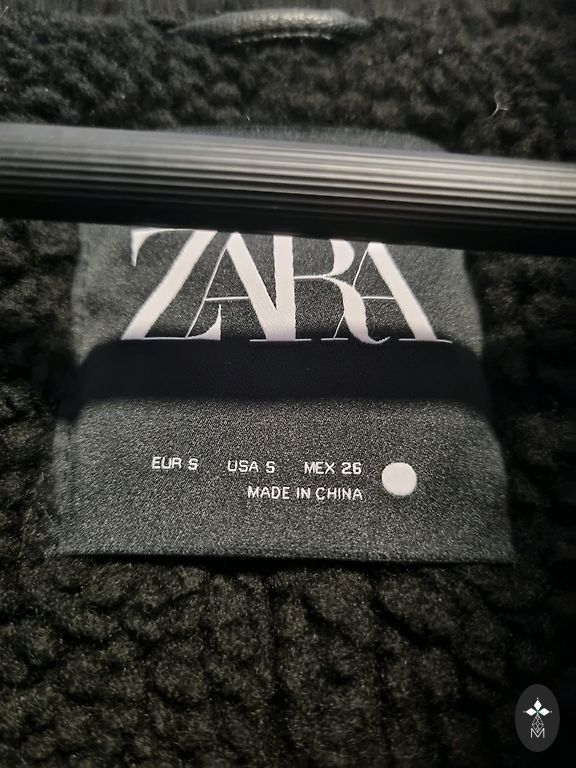 ZARA
EUR S USA S MEX 26
MADE IN CHINA
M